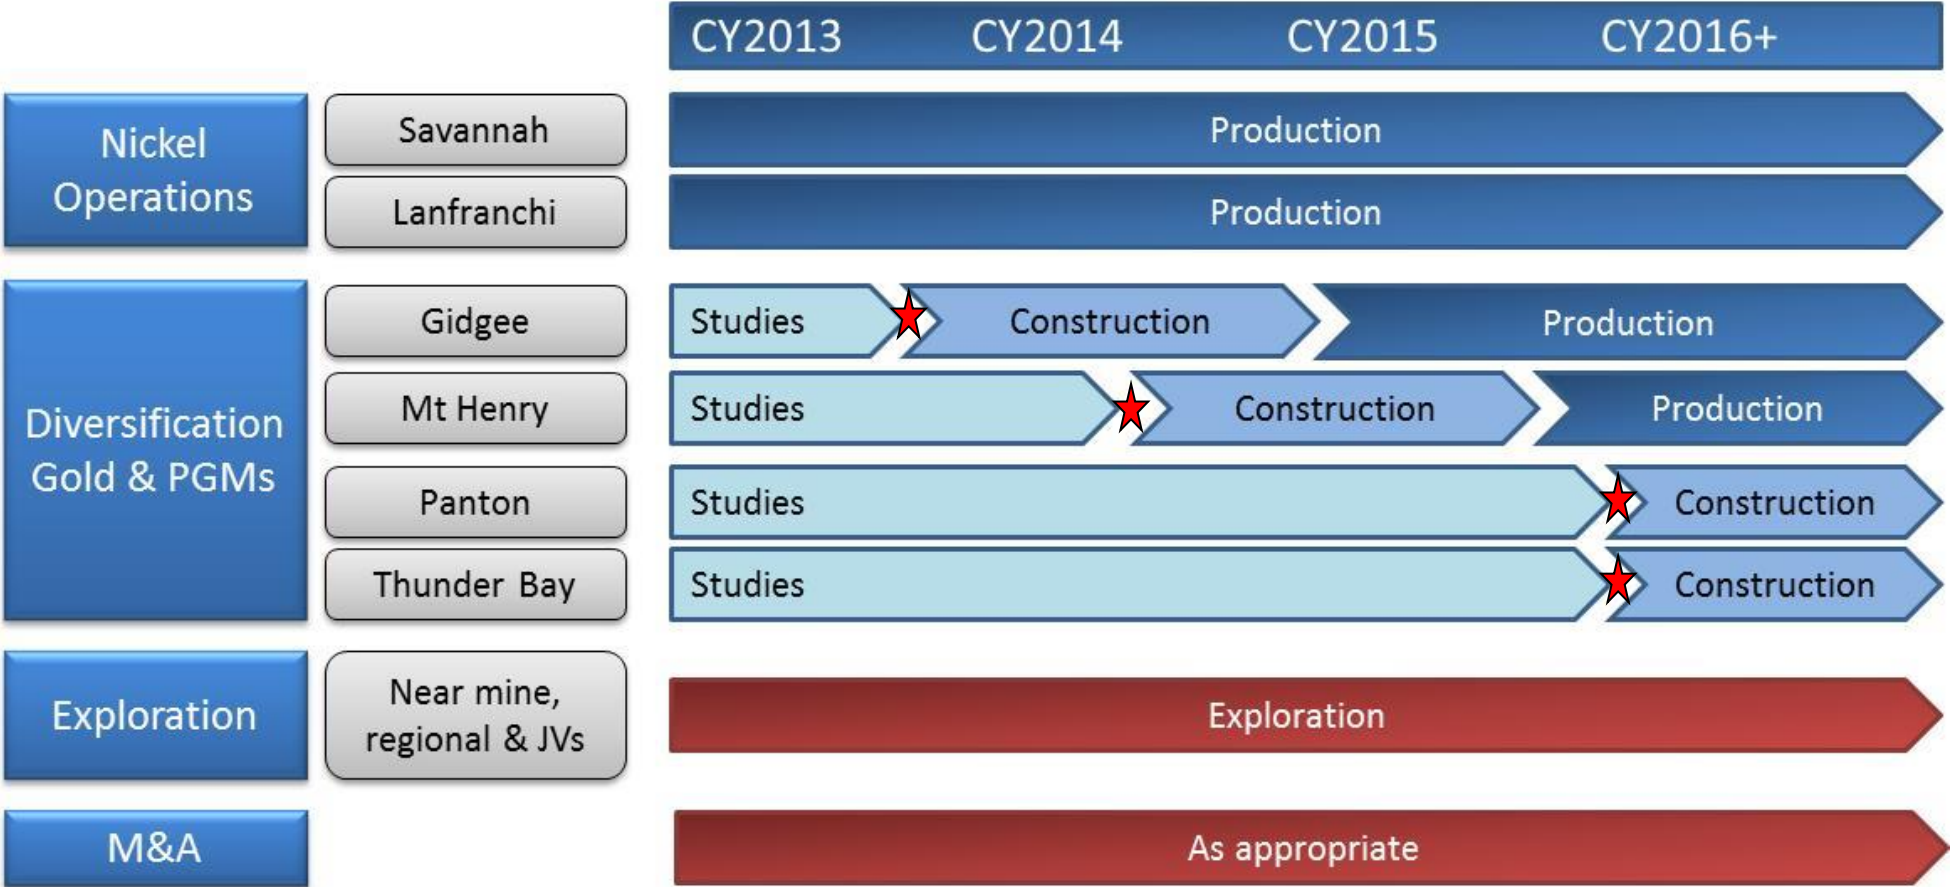 CY2013 CY2014 CY2015 CY2016+
Nickel
Operations
Savannah
Production
Lanfranchi
Production
Diversification
Gold & PGMs
Gidgee
Studies
Construction
Production
Mt Henry
Studies
Construction
Production
Panton
Studies
Construction
Thunder Bay
Studies
Construction
Exploration
Near mine,
regional & JVs
Exploration
M&A
As appropriate